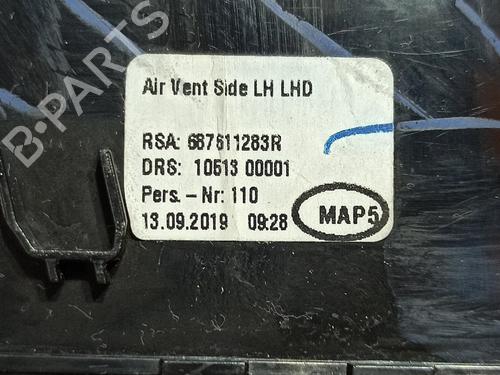 B-PARTS
Air Vent Side LH LHD
RSA: 687611283R
DRS: 10513 00001
Pers. - Nr: 110
13.09.2019 09:28 MAP5